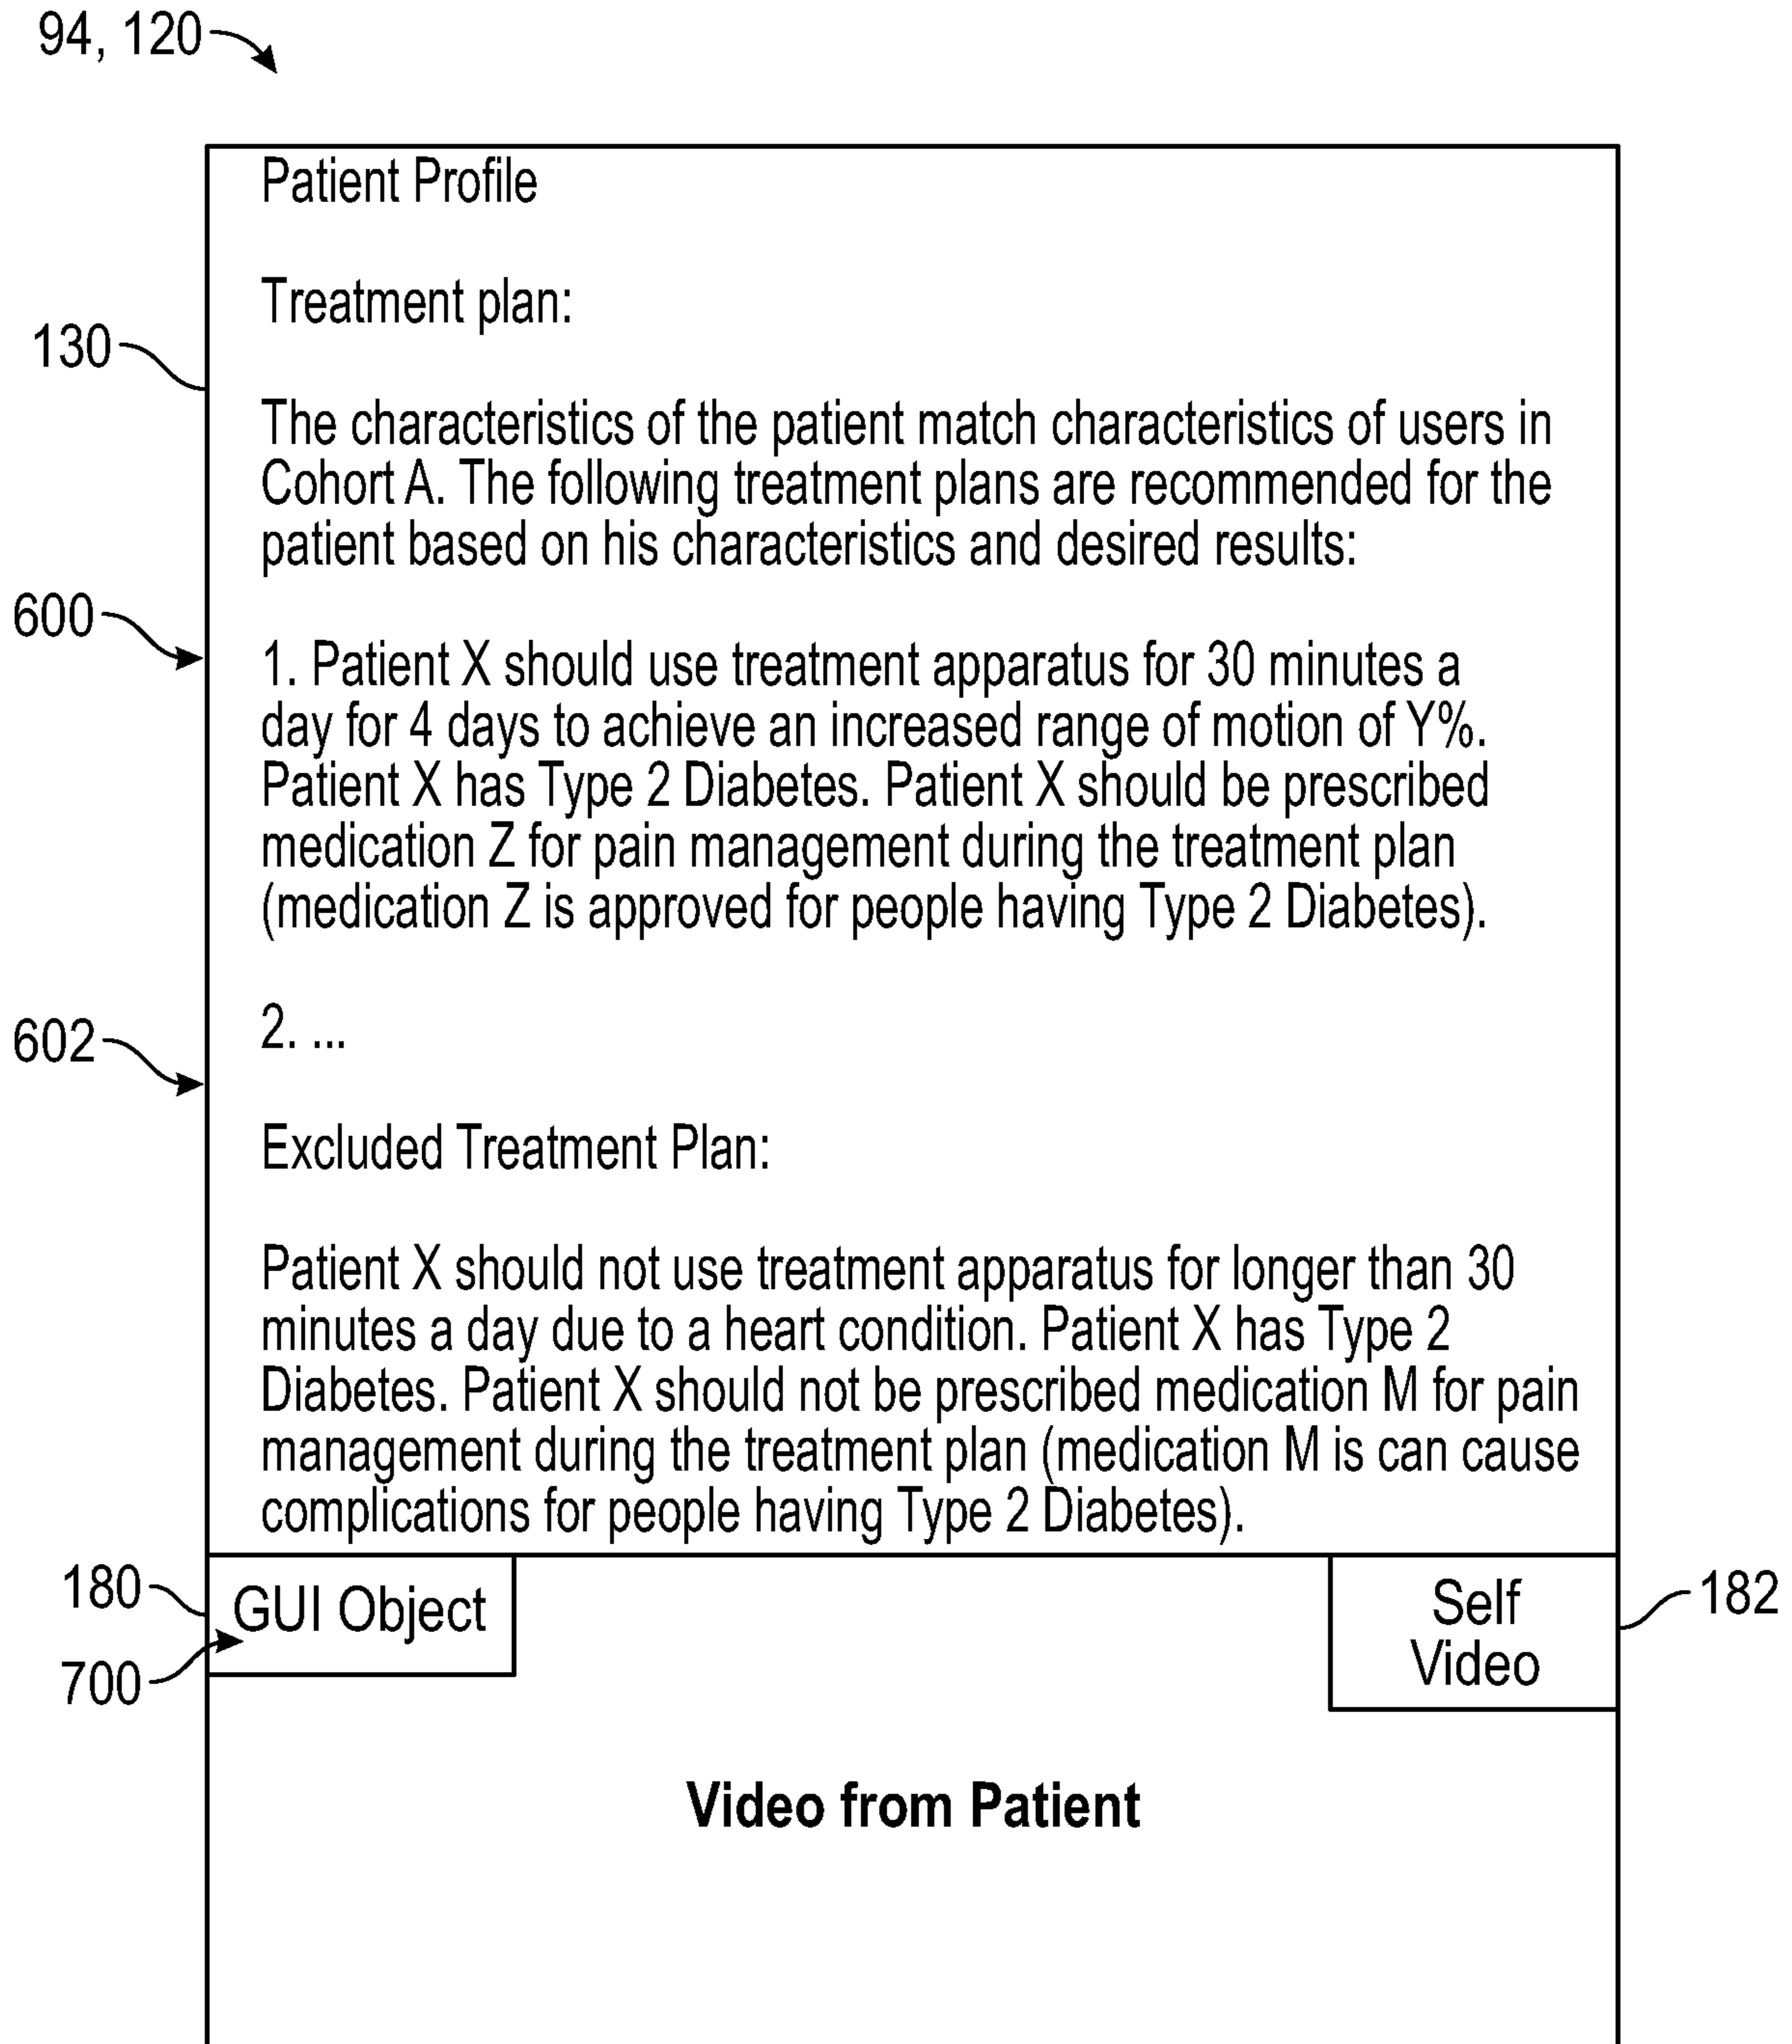 94, 120
Patient Profile
Treatment plan:
130
The characteristics of the patient match characteristics of users in
Cohort A. The following treatment plans are recommended for the
patient based on his characteristics and desired results:
600
1. Patient X should use treatment apparatus for 30 minutes a
day for 4 days to achieve an increased range of motion of Y%.
Patient X has Type 2 Diabetes. Patient X should be prescribed
medication Z for pain management during the treatment plan
(medication Z is approved for people having Type 2 Diabetes).
2. ...
602
Excluded Treatment Plan:
Patient X should not use treatment apparatus for longer than 30
minutes a day due to a heart condition. Patient X has Type 2
Diabetes. Patient X should not be prescribed medication M for pain
management during the treatment plan (medication M is can cause
complications for people having Type 2 Diabetes).
180
GUI Object
700
Self
Video
182
Video from Patient